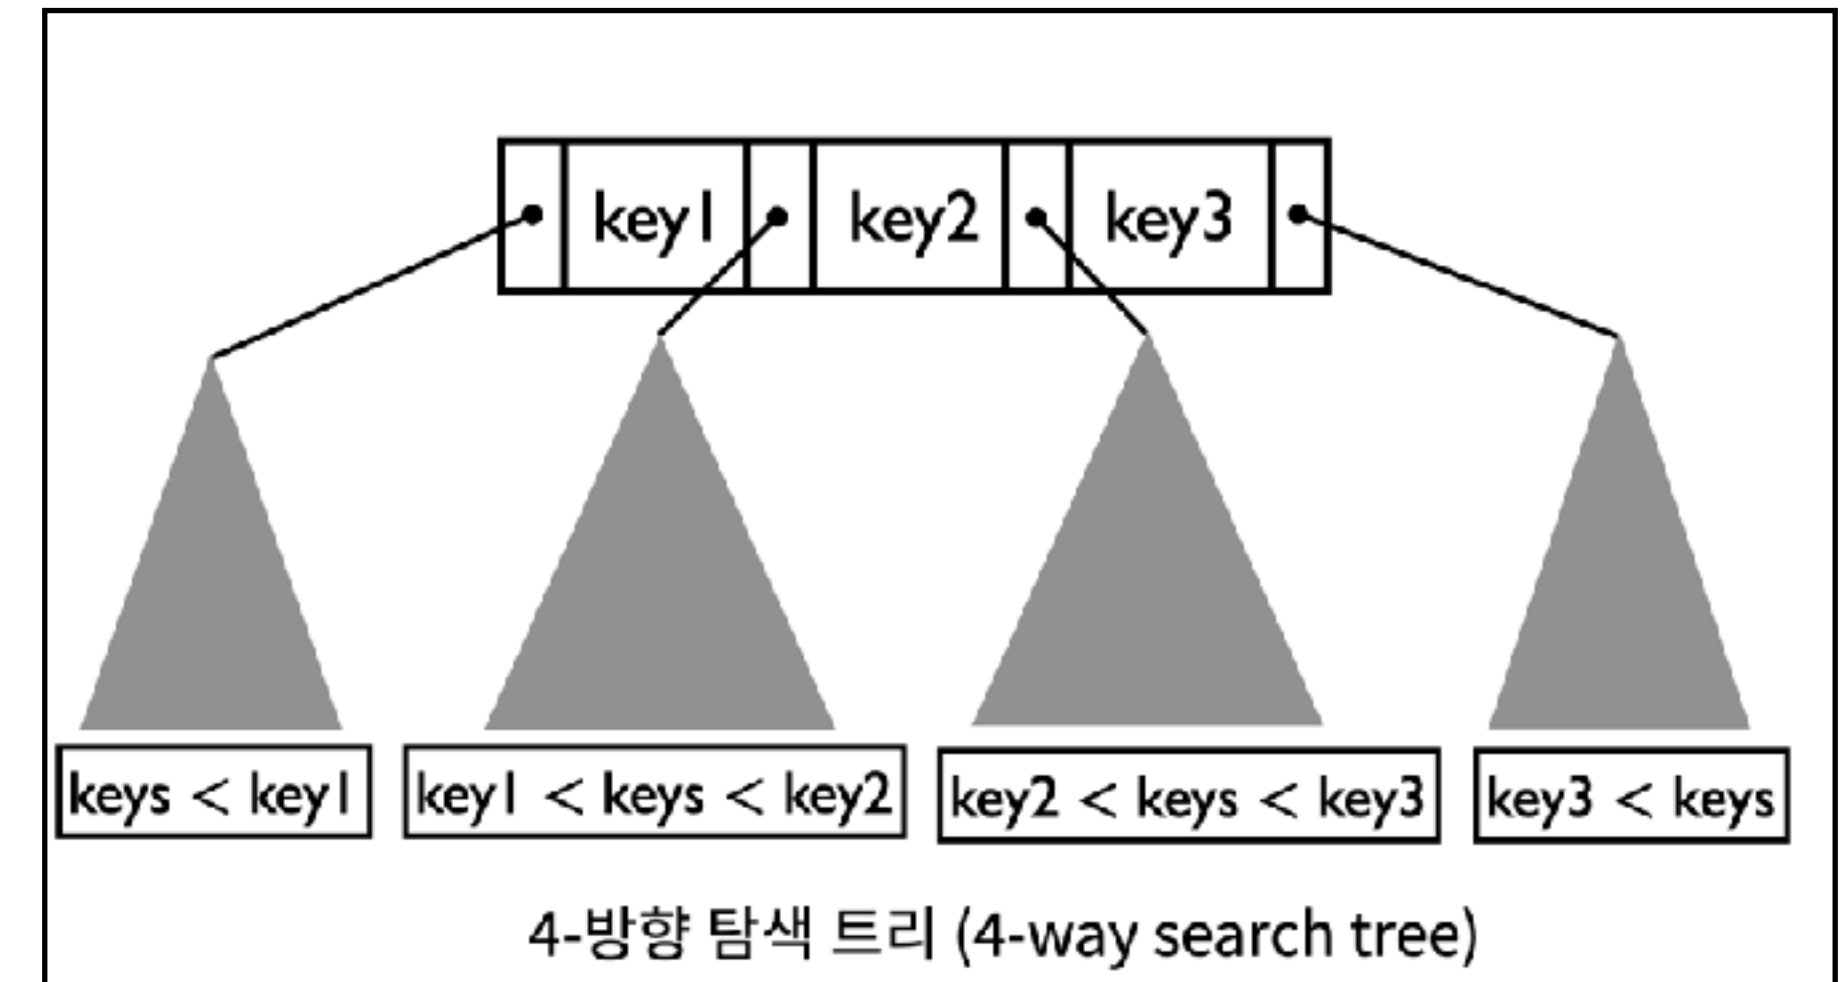 key1 key2 key3
keys < key1 key1 < keys < key2 key2 < keys < key3 key3 < keys
4-방향 탐색 트리 (4-way search tree)